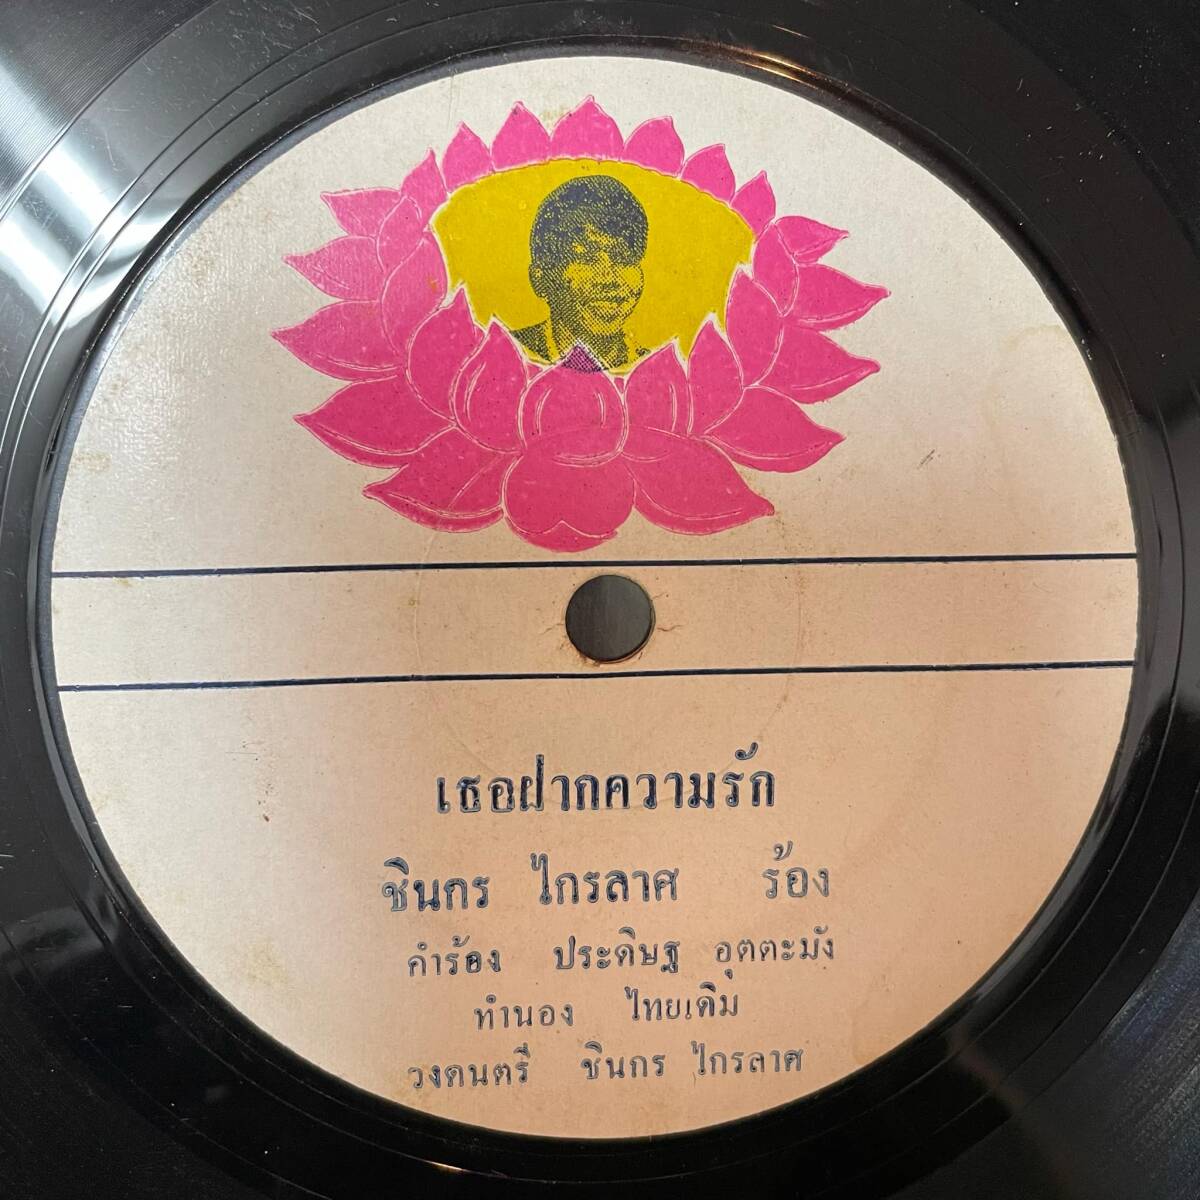 เธอฝากความรัก
ชินกร ไกรลาศ ร้อง
คำร้อง ประดิษฐ อุตตะมัง
ทำนอง ไทยเดิม
วงดนตรี ชินกร ไกรลาศ